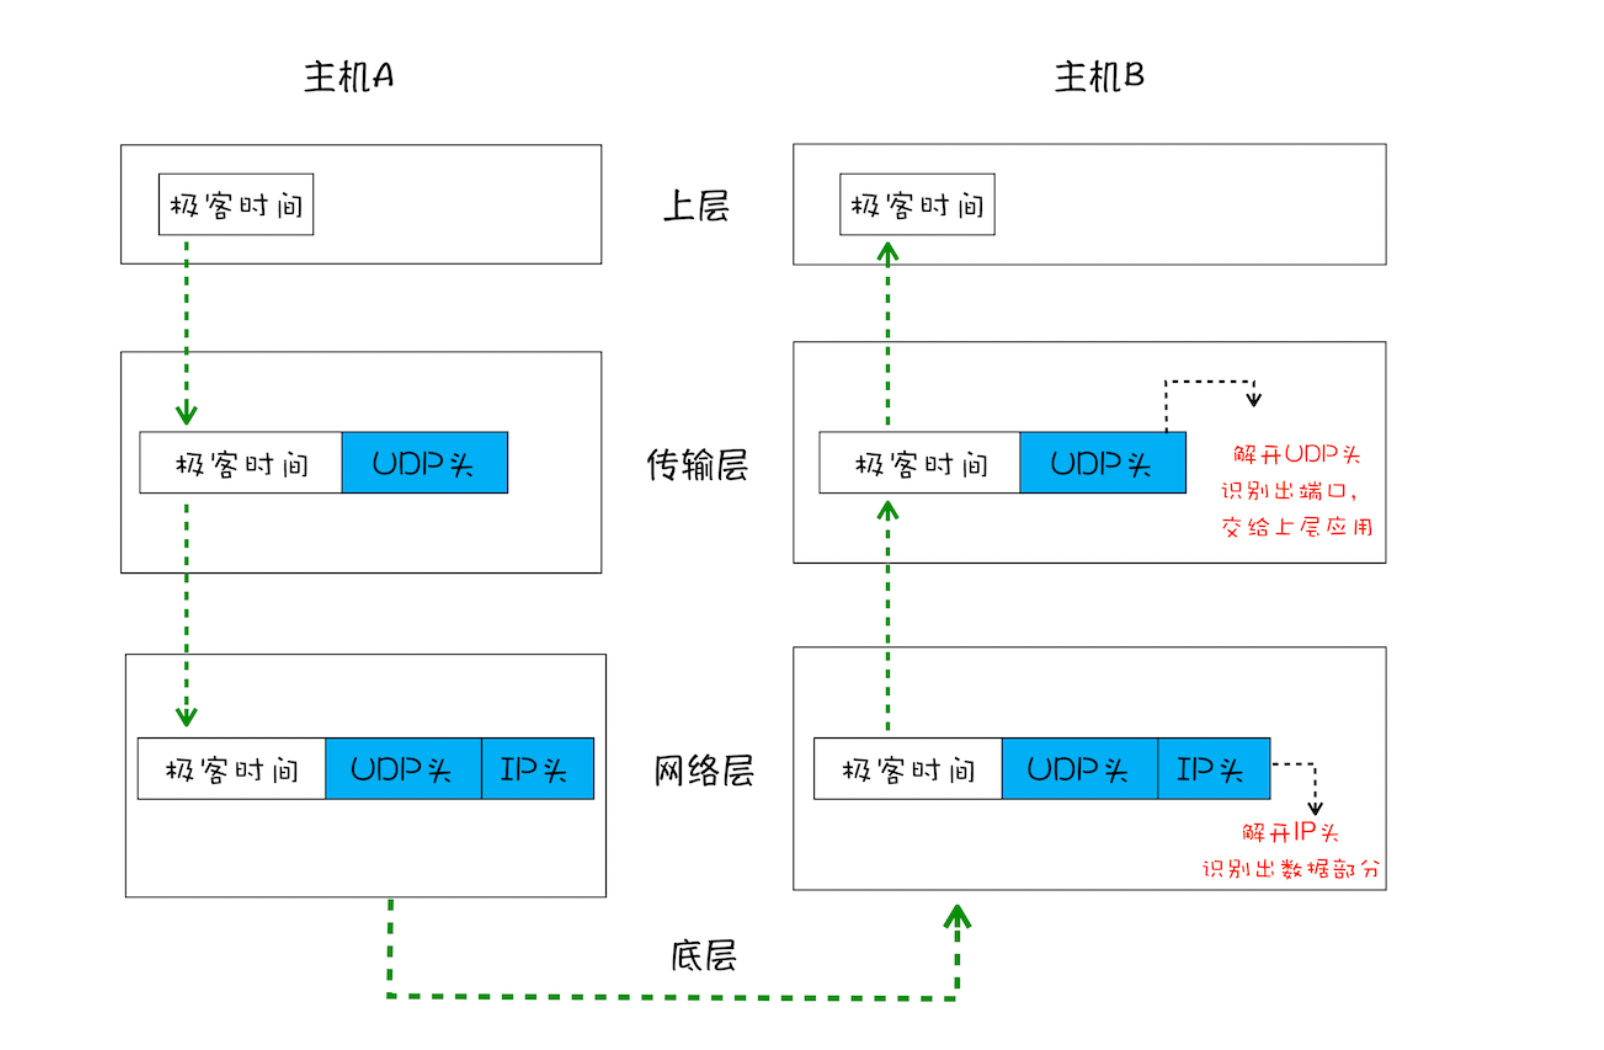 主机A
主机B
极客时间
上层
极客时间
极客时间
UDP头
传输层
极客时间
UDP头
解开UDP头
识别出端口,
交给上层应用
极客时间
UDP头
IP头
网络层
极客时间
UDP头
IP头
解开IP头
识别出数据部分
底层